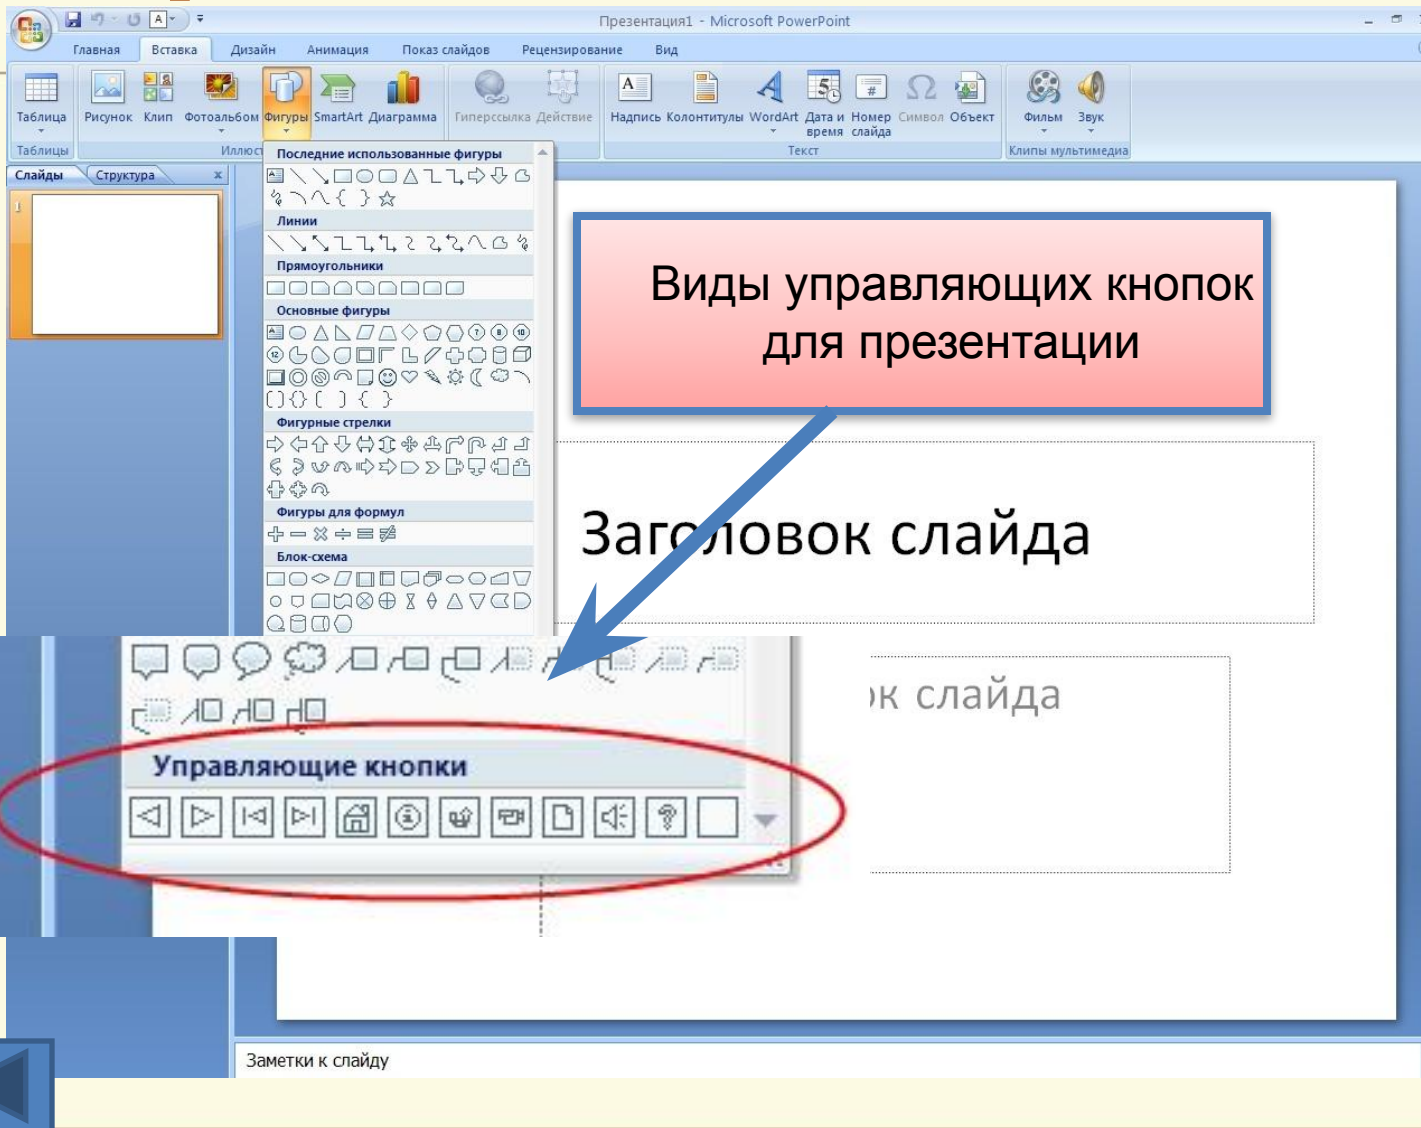 Презентация1 - Microsoft PowerPoint
Главная Вставка Дизайн Анимация Показ слайдов Рецензирование Вид
Таблица Рисунок Клип Фотоальбом Фигуры SmartArt Диаграмма Гиперссылка Действие Надпись Колонтитулы WordArt Дата и время Номер слайда Символ Объект Фильм Звук
Таблицы Текст Клипы мультимедиа
Слайды Структура x
1
Последние использованные фигуры
Линии
Прямоугольники
Основные фигуры
Фигурные стрелки
Фигуры для формул
Блок-схема
Виды управляющих кнопок
для презентации
Заголовок слайда
слайда
Управляющие кнопки
Заметки к слайду